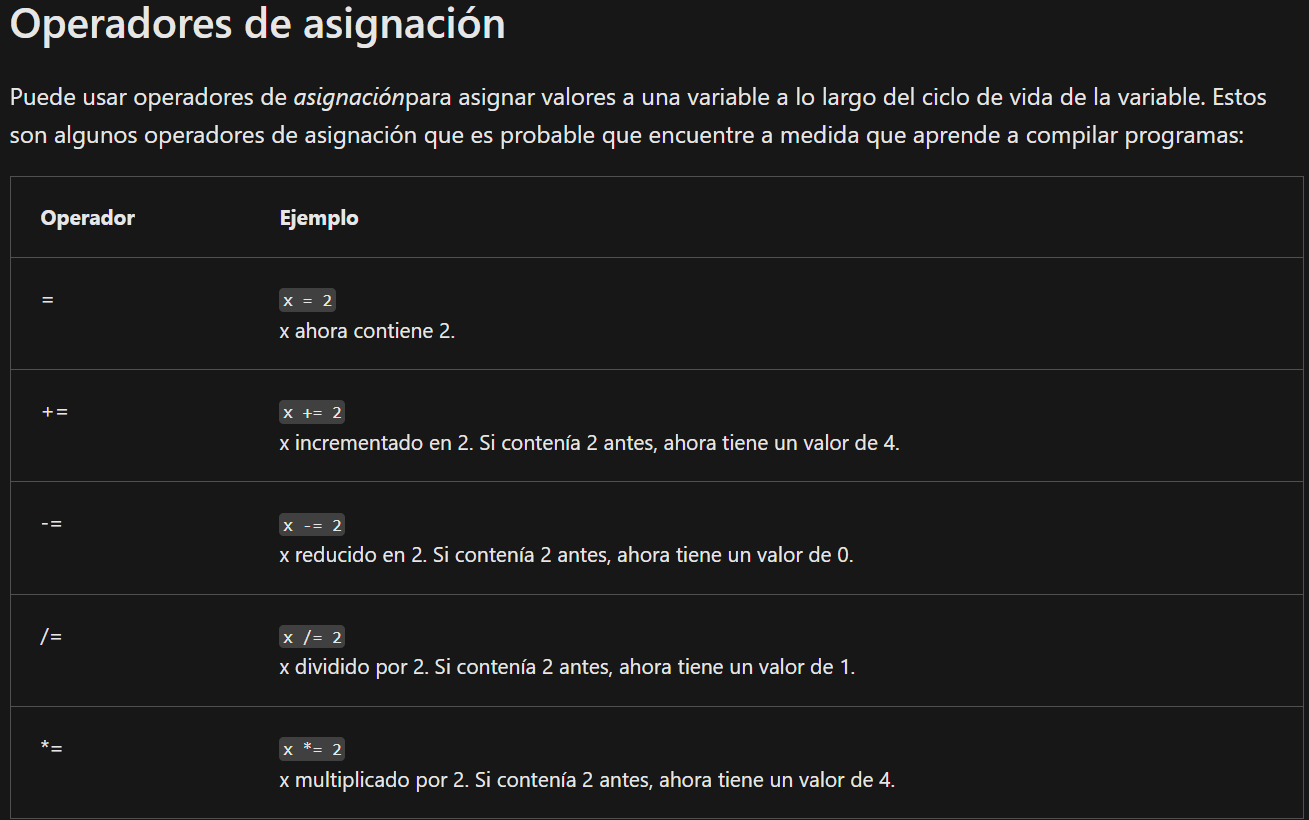 Operadores de asignación
Puede usar operadores de asignaciónpara asignar valores a una variable a lo largo del ciclo de vida de la variable. Estos
son algunos operadores de asignación que es probable que encuentre a medida que aprende a compilar programas:
Operador Ejemplo
= x = 2
x ahora contiene 2.
+= x += 2
x incrementado en 2. Si contenía 2 antes, ahora tiene un valor de 4.
-= x -= 2
x reducido en 2. Si contenía 2 antes, ahora tiene un valor de 0.
/= x /= 2
x dividido por 2. Si contenía 2 antes, ahora tiene un valor de 1.
*= x *= 2
x multiplicado por 2. Si contenía 2 antes, ahora tiene un valor de 4.